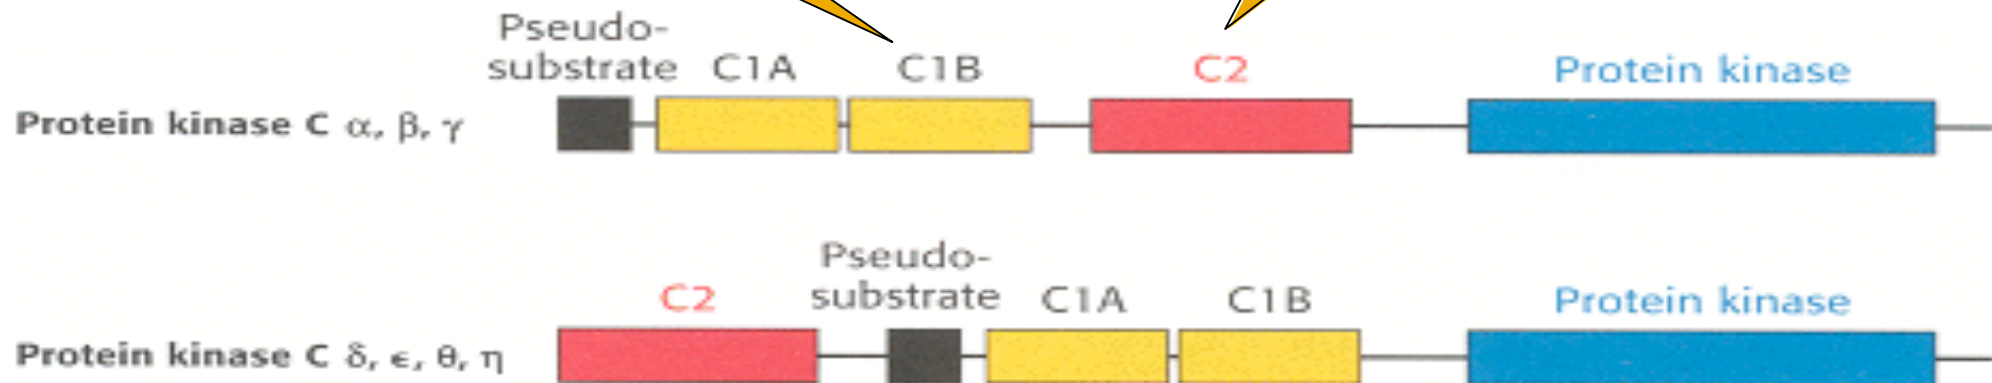 Pseudo-
substrate C1A C1B C2 Protein kinase
Protein kinase C α, β, γ
Pseudo-
C2 substrate C1A C1B Protein kinase
Protein kinase C δ, ϵ, θ, η